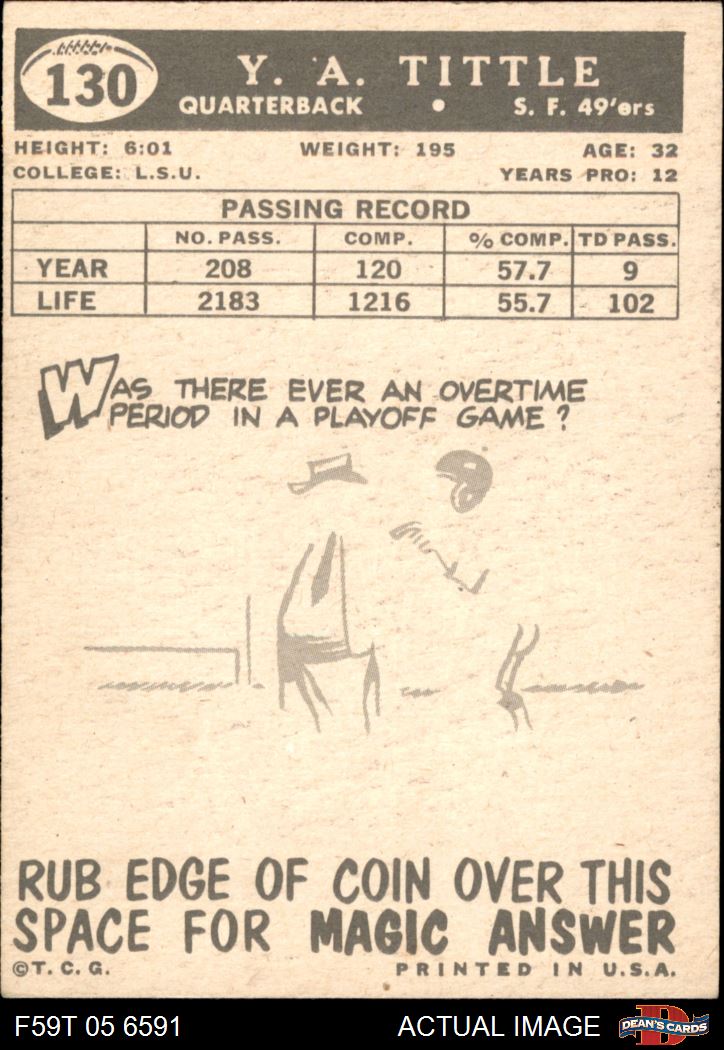 130
Y. A. TITTLE
QUARTERBACK • S. F. 49'ers
HEIGHT: 6:01 WEIGHT: 195 AGE: 32
COLLEGE: L.S.U. YEARS PRO: 12
PASSING RECORD
NO. PASS. COMP. % COMP. TD PASS.
YEAR 208 120 57.7 9
LIFE 2183 1216 55.7 102
WAS THERE EVER AN OVERTIME
PERIOD IN A PLAYOFF GAME?
RUB EDGE OF COIN OVER THIS
SPACE FOR MAGIC ANSWER
©T. C. G. PRINTED IN U.S.A.
F59T 05 6591 ACTUAL IMAGE D DEAN'S CARDS